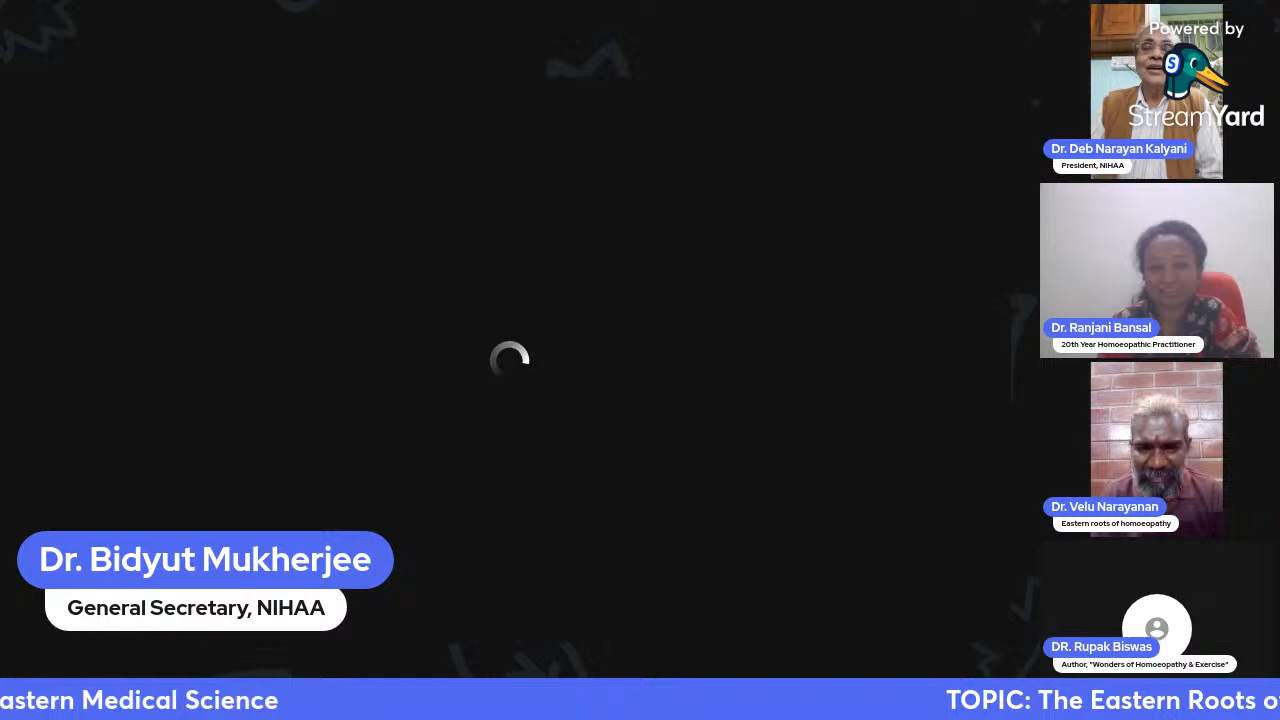 Powered by
StreamYard
Dr. Deb Narayan Kalyani
President, NIHAA
Dr. Ranjani Bansal
20th Year Homoeopathic Practitioner
Dr. Velu Narayanan
Eastern roots of homoeopathy
Dr. Bidyut Mukherjee
General Secretary, NIHAA
DR. Rupak Biswas
Author, "Wonders of Homoeopathy & Exercise"
astern Medical Science
TOPIC: The Eastern Roots o